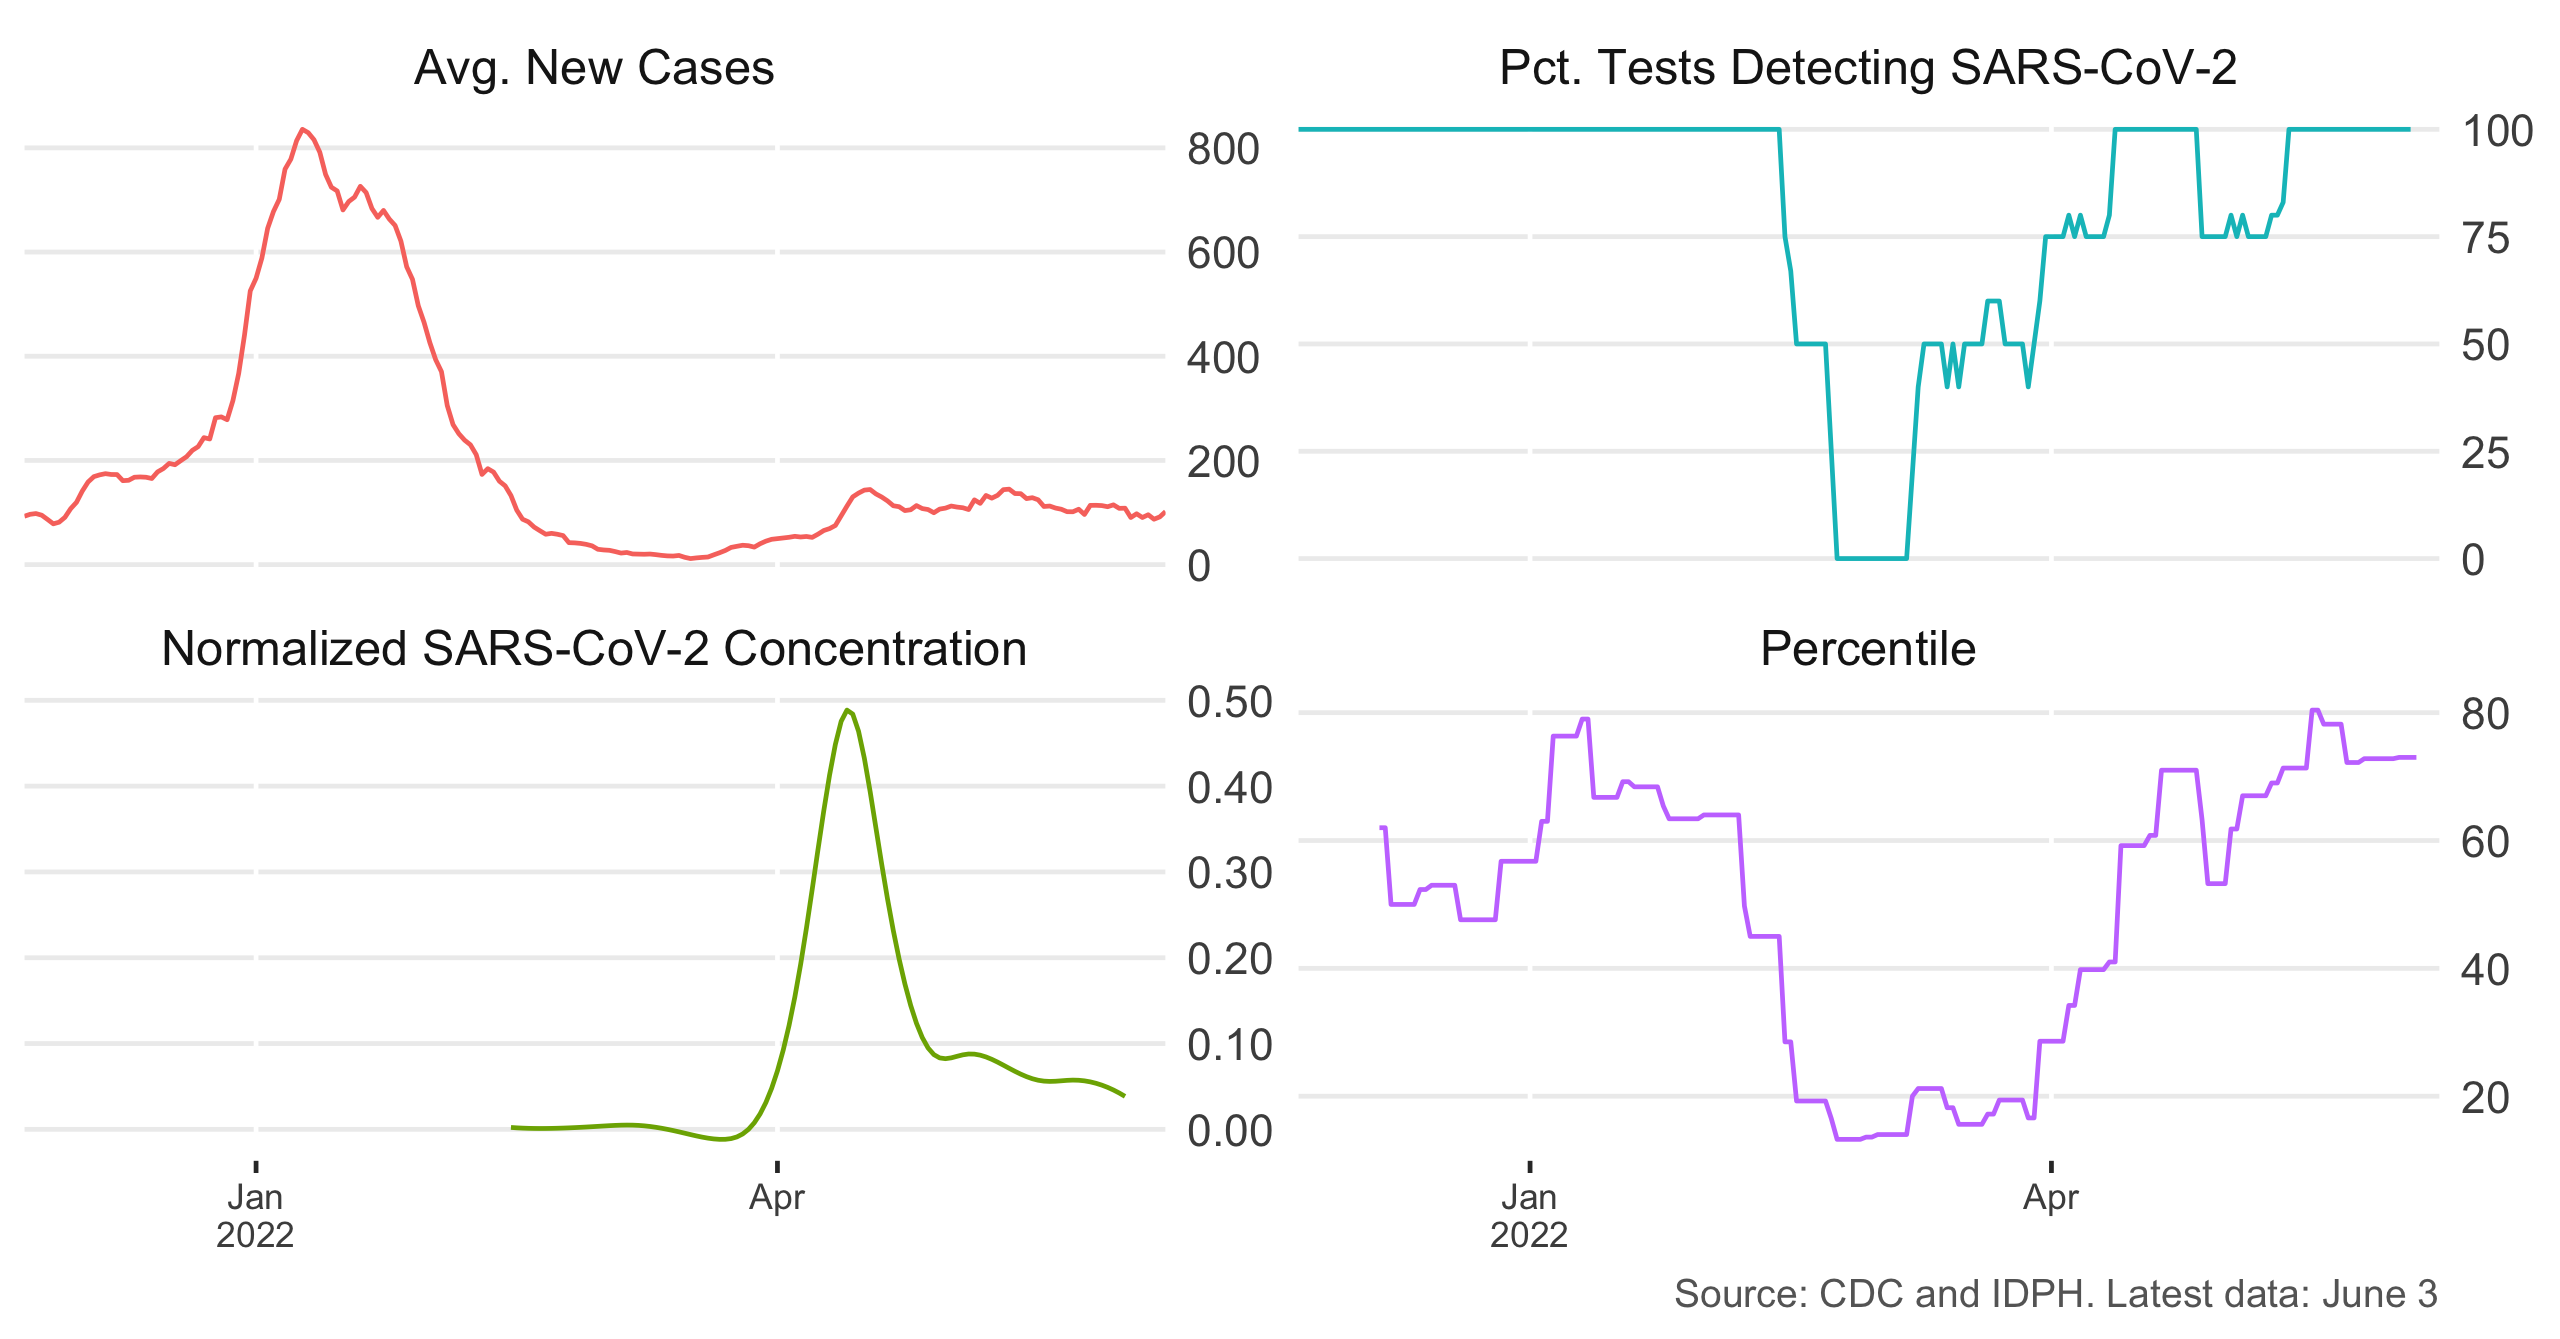 Avg. New Cases
800
600
400
200
0
Pct. Tests Detecting SARS-CoV-2
100
75
50
25
0
Normalized SARS-CoV-2 Concentration
0.50
0.40
0.30
0.20
0.10
0.00
Jan
2022
Apr
Percentile
80
60
40
20
Jan
2022
Apr
Source: CDC and IDPH. Latest data: June 3